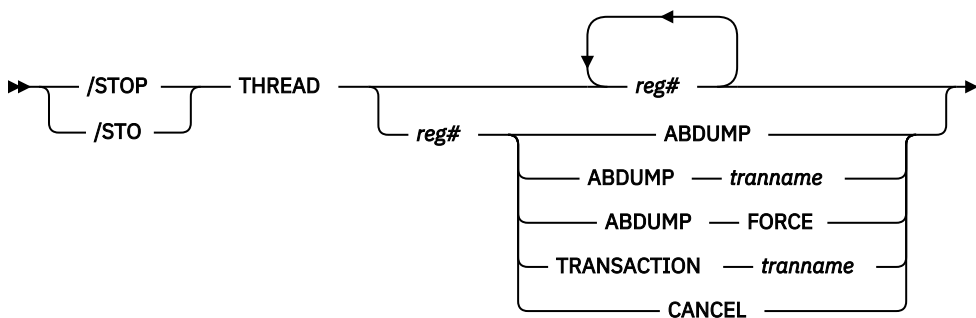 /STOP THREAD reg#
/STO reg# ABDUMP
ABDUMP tranname
ABDUMP FORCE
TRANSACTION tranname
CANCEL